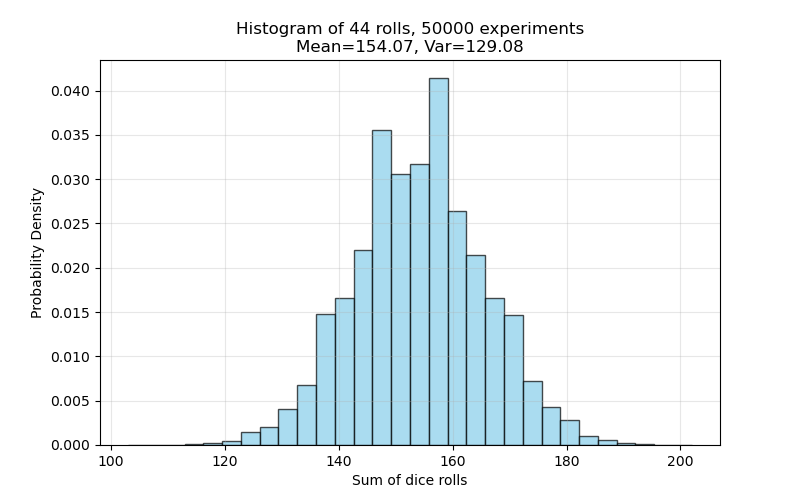 Histogram of 44 rolls, 50000 experiments
Mean=154.07, Var=129.08
Probability Density
0.040
0.035
0.030
0.025
0.020
0.015
0.010
0.005
0.000
100 120 140 160 180 200
Sum of dice rolls